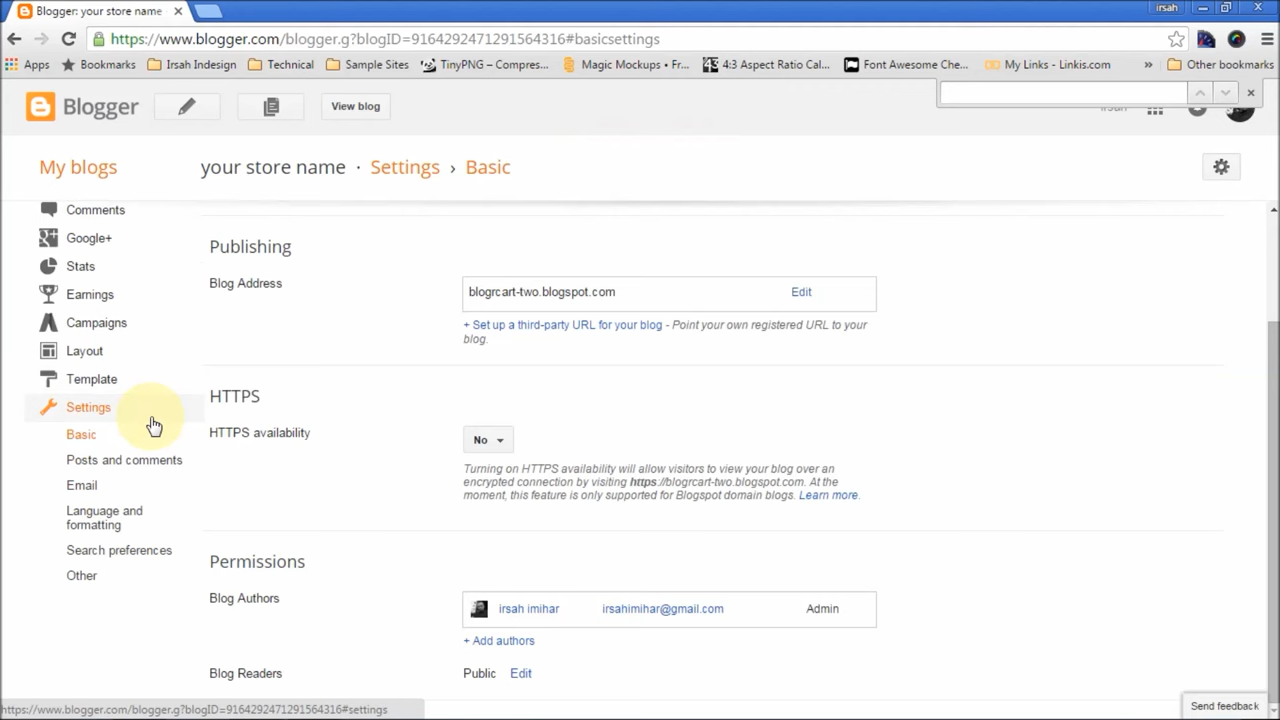 Blogger: your store name
irsah
https://www.blogger.com/blogger.g?blogID=9164292471291564316#basicsettings
Apps Bookmarks Irsah Indesign Technical Sample Sites TinyPNG – Compres... Magic Mockups - Fr... 4:3 Aspect Ratio Cal... Font Awesome Che... My Links - Linkis.com » Other bookmarks
Blogger View blog irsah
My blogs your store name · Settings › Basic
Comments
Google+
Stats
Earnings
Campaigns
Layout
Template
Settings
Basic
Posts and comments
Email
Language and
formatting
Search preferences
Other
Publishing
Blog Address blogrcart-two.blogspot.com Edit
+ Set up a third-party URL for your blog - Point your own registered URL to your
blog.
HTTPS
HTTPS availability No
Turning on HTTPS availability will allow visitors to view your blog over an
encrypted connection by visiting https://blogrcart-two.blogspot.com. At the
moment, this feature is only supported for Blogspot domain blogs. Learn more.
Permissions
Blog Authors irsah imihar irsahimihar@gmail.com Admin
+ Add authors
Blog Readers Public Edit
https://www.blogger.com/blogger.g?blogID=9164292471291564316#settings
Send feedback